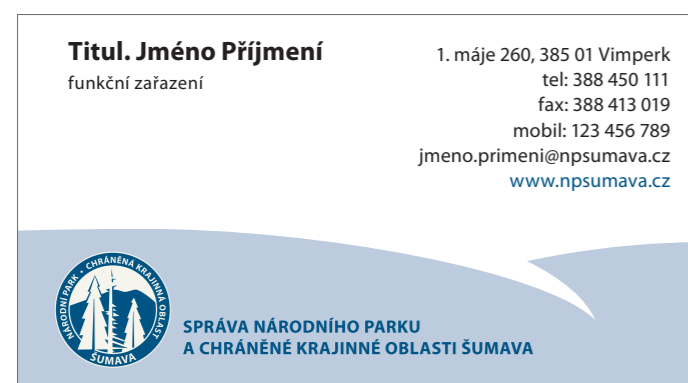 Titul. Jméno Příjmení
funkční zařazení
1. máje 260, 385 01 Vimperk
tel: 388 450 111
fax: 388 413 019
mobil: 123 456 789
jmeno.primeni@npsumava.cz
www.npsumava.cz
NÁRODNÍ PARK • CHRÁNĚNÁ KRAJINNÁ OBLAST
ŠUMAVA
SPRÁVA NÁRODNÍHO PARKU
A CHRÁNĚNÉ KRAJINNÉ OBLASTI ŠUMAVA